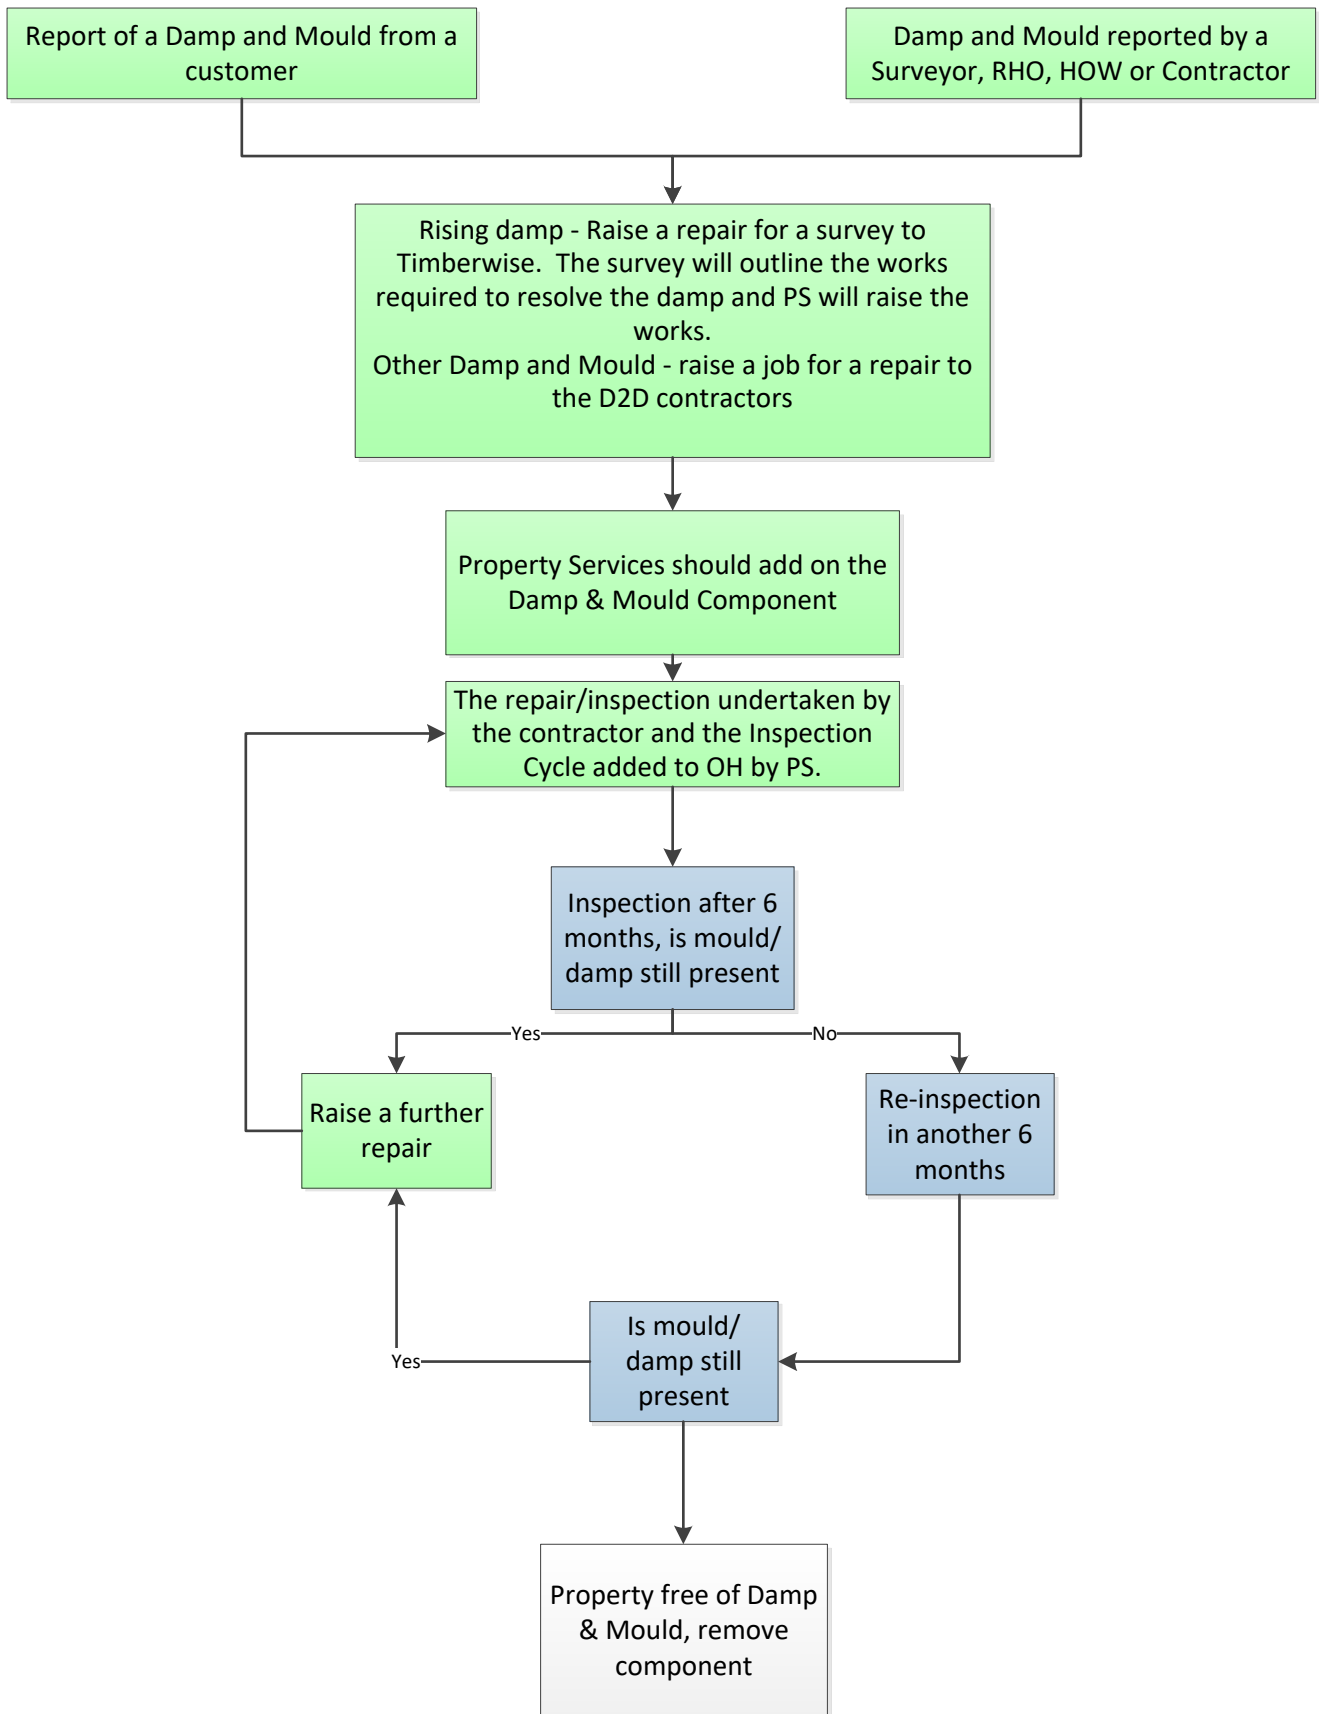 Report of a Damp and Mould from a
customer
Damp and Mould reported by a
Surveyor, RHO, HOW or Contractor
Rising damp - Raise a repair for a survey to
Timberwise.  The survey will outline the works
required to resolve the damp and PS will raise the
works.
Other Damp and Mould - raise a job for a repair to
the D2D contractors
Property Services should add on the
Damp & Mould Component
The repair/inspection undertaken by
the contractor and the Inspection
Cycle added to OH by PS.
Inspection after 6
months, is mould/
damp still present
Yes
No
Raise a further
repair
Re-inspection
in another 6
months
Is mould/
damp still
present
Yes
Property free of Damp
& Mould, remove
component